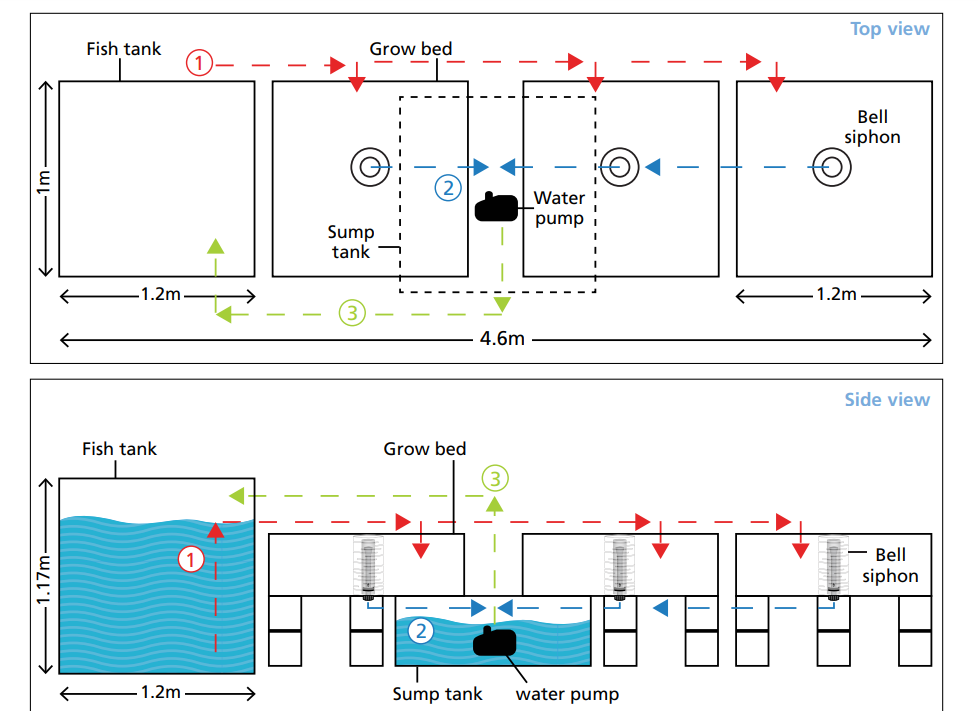 Top view
Fish tank
1
Grow bed
Bell
siphon
1m
2
Water
pump
Sump
tank
1.2m
3
1.2m
4.6m
Side view
Fish tank
Grow bed
3
1
Bell
siphon
1.17m
2
1.2m
Sump tank
water pump